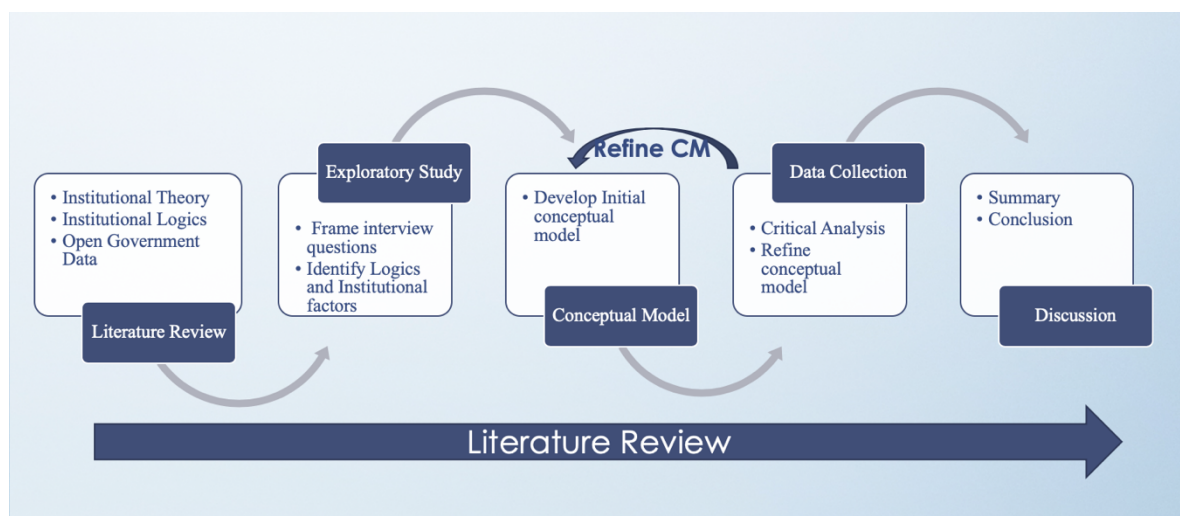 • Institutional Theory
• Institutional Logics
• Open Government
Data
Literature Review
Exploratory Study
• Frame interview
questions
• Identify Logics
and Institutional
factors
Refine CM
• Develop Initial
conceptual
model
Conceptual Model
Data Collection
• Critical Analysis
• Refine
conceptual
model
• Summary
• Conclusion
Discussion
Literature Review